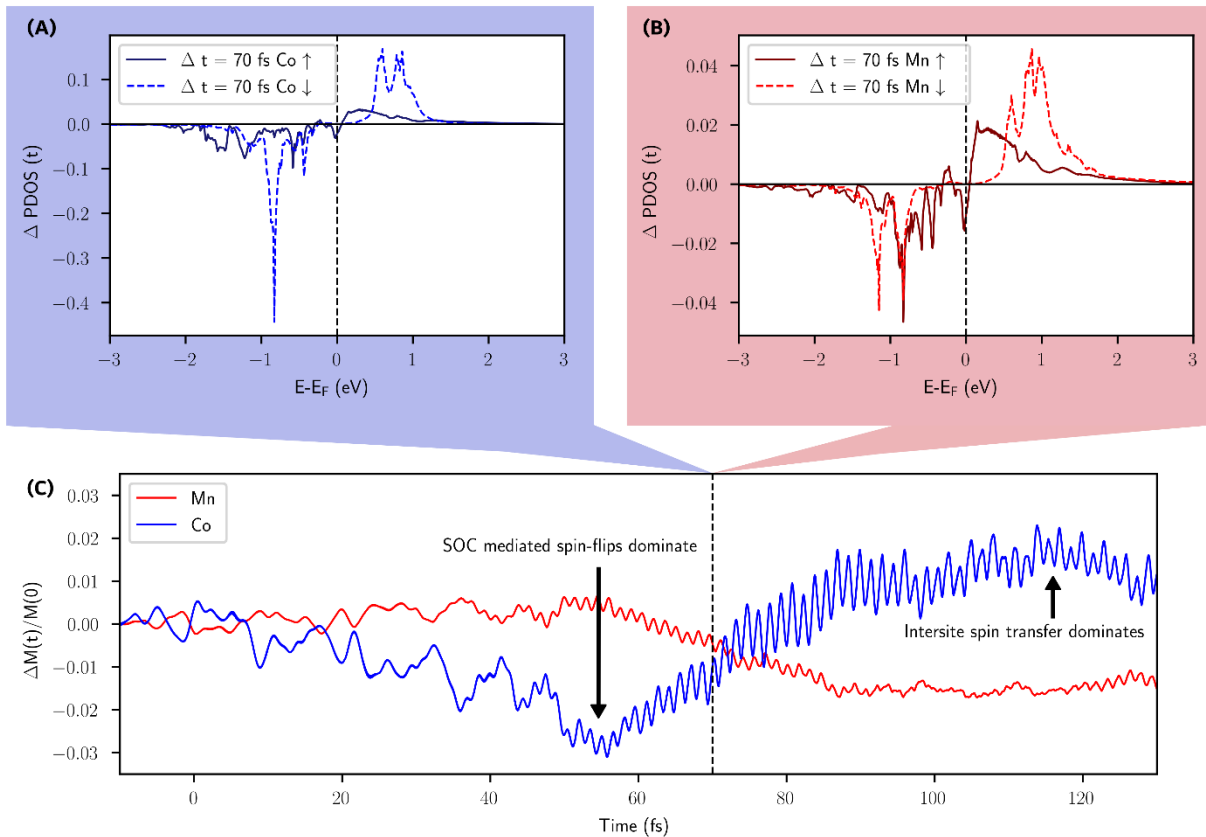 (A)
Δ t = 70 fs Co ↑
Δ t = 70 fs Co ↓
0.1
0.0
−0.1
−0.2
−0.3
−0.4
Δ PDOS (t)
−3 −2 −1 0 1 2 3
E-E_F (eV)
(B)
Δ t = 70 fs Mn ↑
Δ t = 70 fs Mn ↓
0.04
0.02
0.00
−0.02
−0.04
Δ PDOS (t)
−3 −2 −1 0 1 2 3
E-E_F (eV)
(C)
Mn
Co
0.03
0.02
0.01
0.00
−0.01
−0.02
−0.03
ΔM(t)/M(0)
SOC mediated spin-flips dominate
Intersite spin transfer dominates
0 20 40 60 80 100 120
Time (fs)